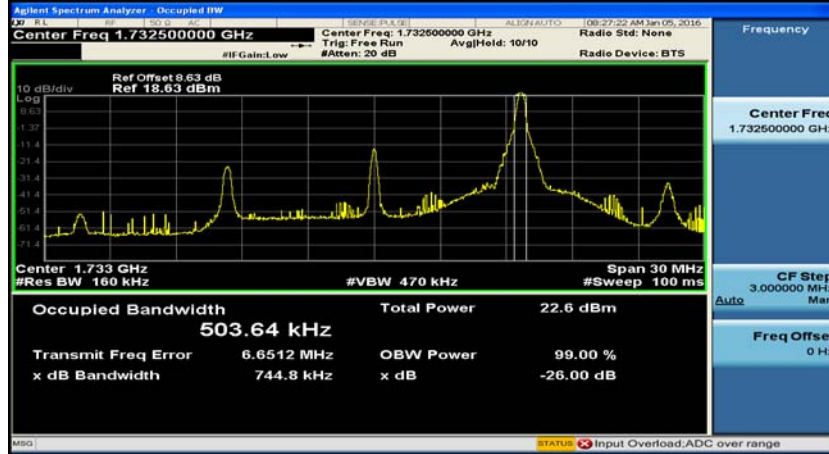 Agilent Spectrum Analyzer - Occupied BW
RL RF 50 Ω AC SENSE:PULSE ALIGN AUTO 08:27:22 AM Jan 05, 2016
Center Freq 1.732500000 GHz
Center Freq: 1.732500000 GHz
Radio Std: None
Trig: Free Run Avg|Hold: 10/10
#IFGain:Low #Atten: 20 dB Radio Device: BTS
Ref Offset 8.63 dB
10 dB/div Ref 18.63 dBm
Log
8.63
-1.37
-11.4
-21.4
-31.4
-41.4
-51.4
-61.4
-71.4
Center 1.733 GHz Span 30 MHz
#Res BW 160 kHz #VBW 470 kHz #Sweep 100 ms
Occupied Bandwidth Total Power 22.6 dBm
503.64 kHz
Transmit Freq Error 6.6512 MHz OBW Power 99.00 %
x dB Bandwidth 744.8 kHz x dB -26.00 dB
MSG STATUS Input Overload;ADC over range
Frequency
Center Freq
1.732500000 GHz
CF Step
3.000000 MHz
Auto Man
Freq Offset
0 Hz